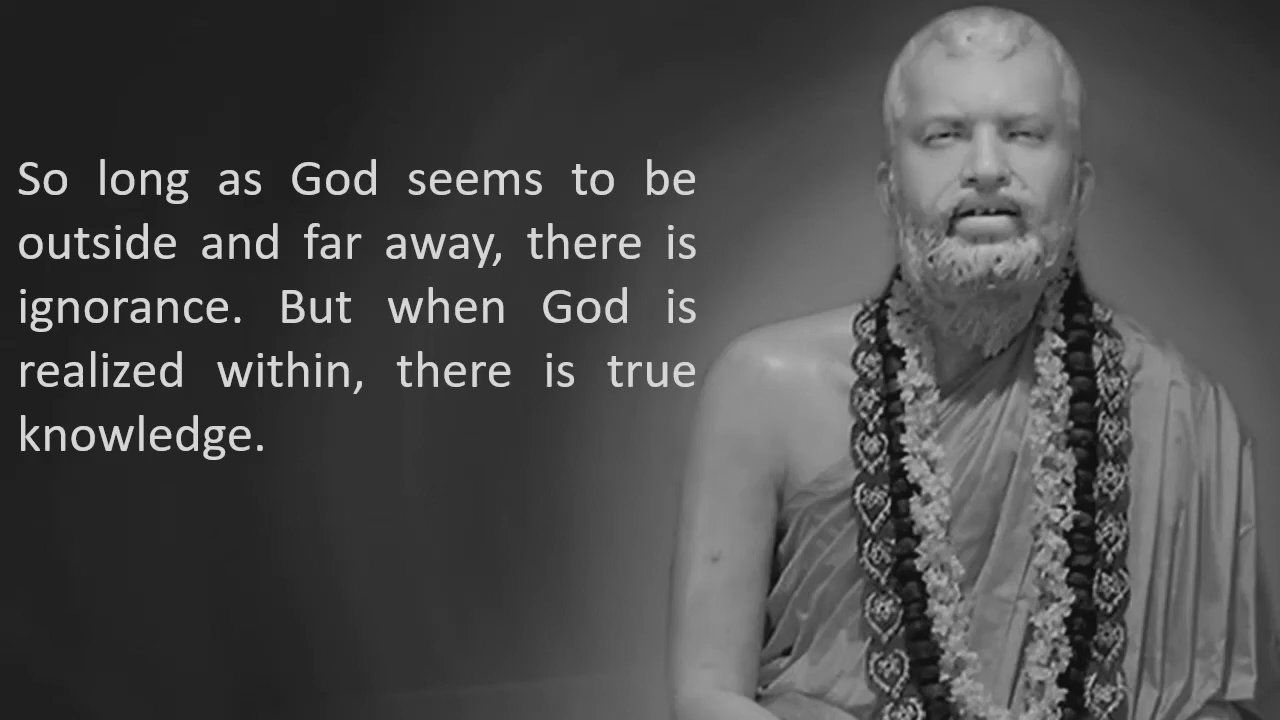 So long as God seems to be
outside and far away, there is
ignorance. But when God is
realized within, there is true
knowledge.